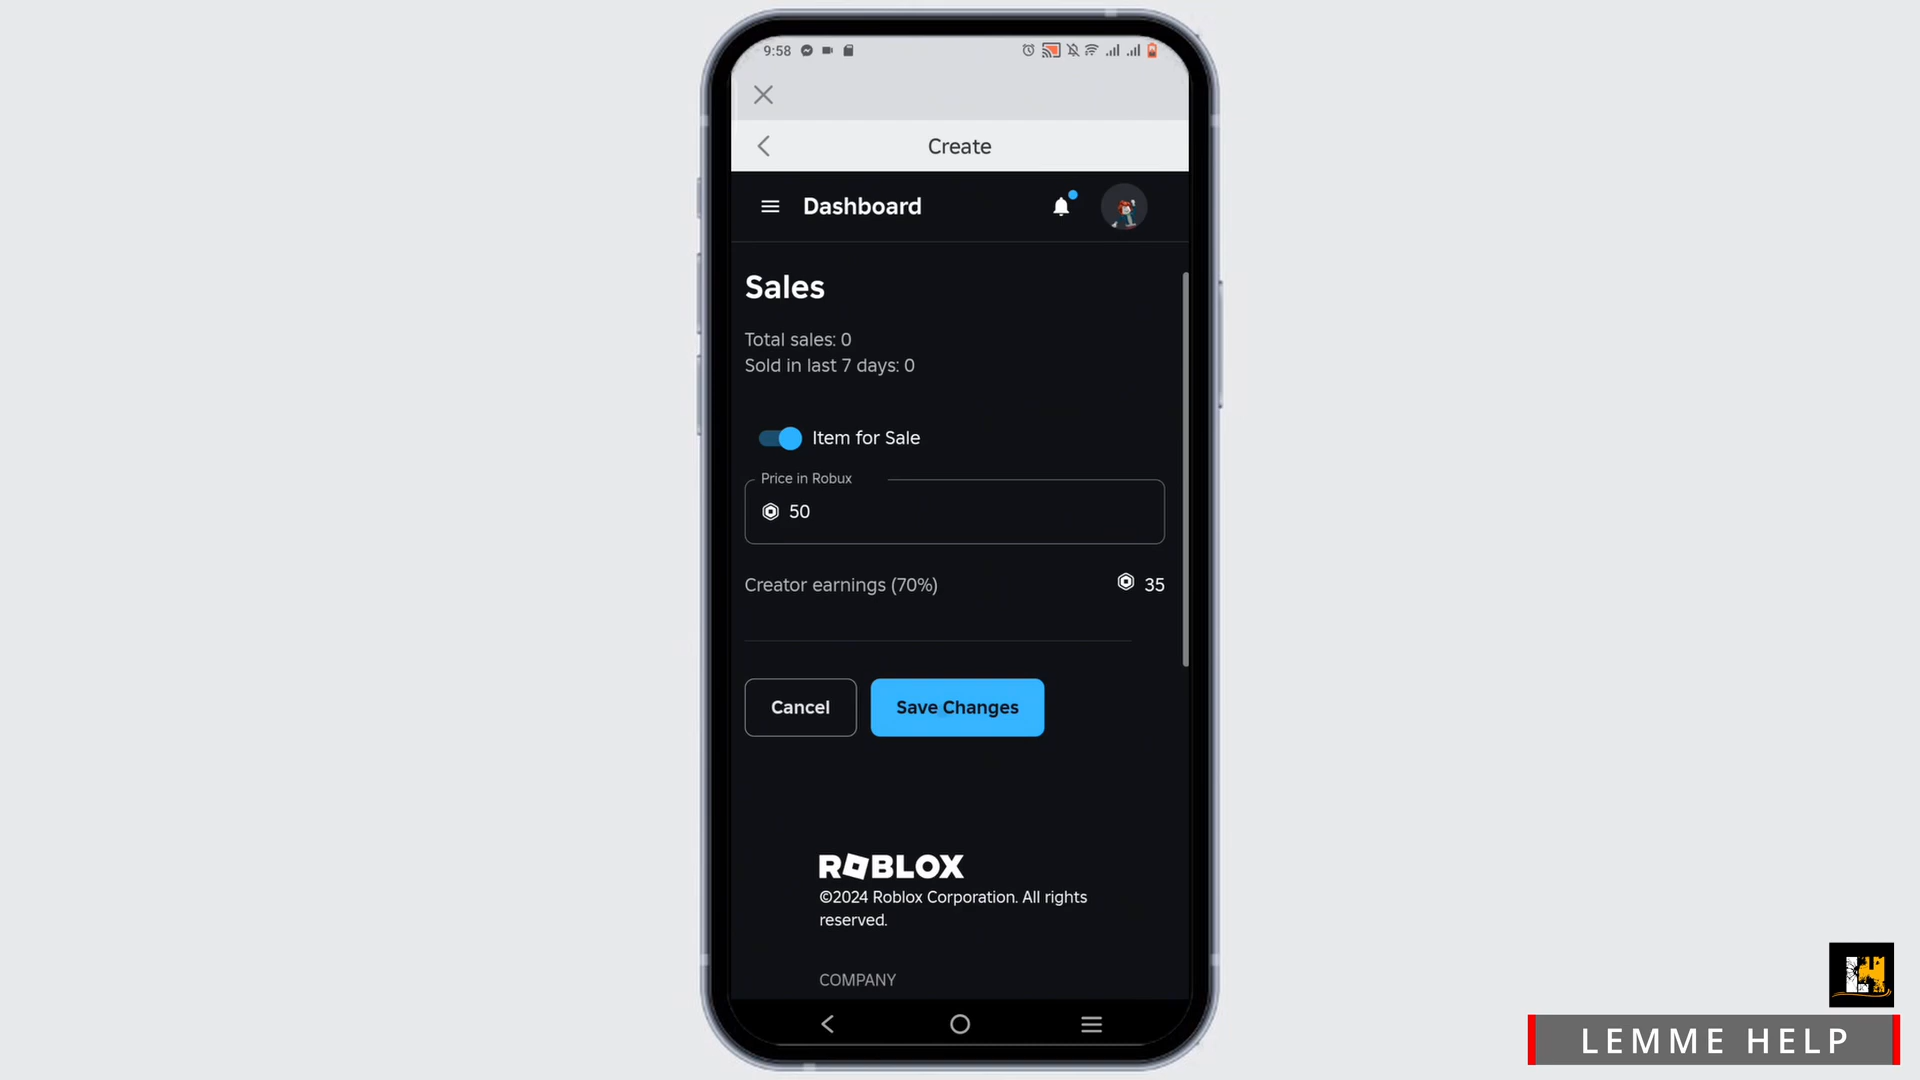 9:58
Create
Dashboard
Sales
Total sales: 0
Sold in last 7 days: 0
Item for Sale
Price in Robux
50
Creator earnings (70%)
35
Cancel
Save Changes
ROBLOX
©2024 Roblox Corporation. All rights
reserved.
COMPANY
LH
LEMME HELP